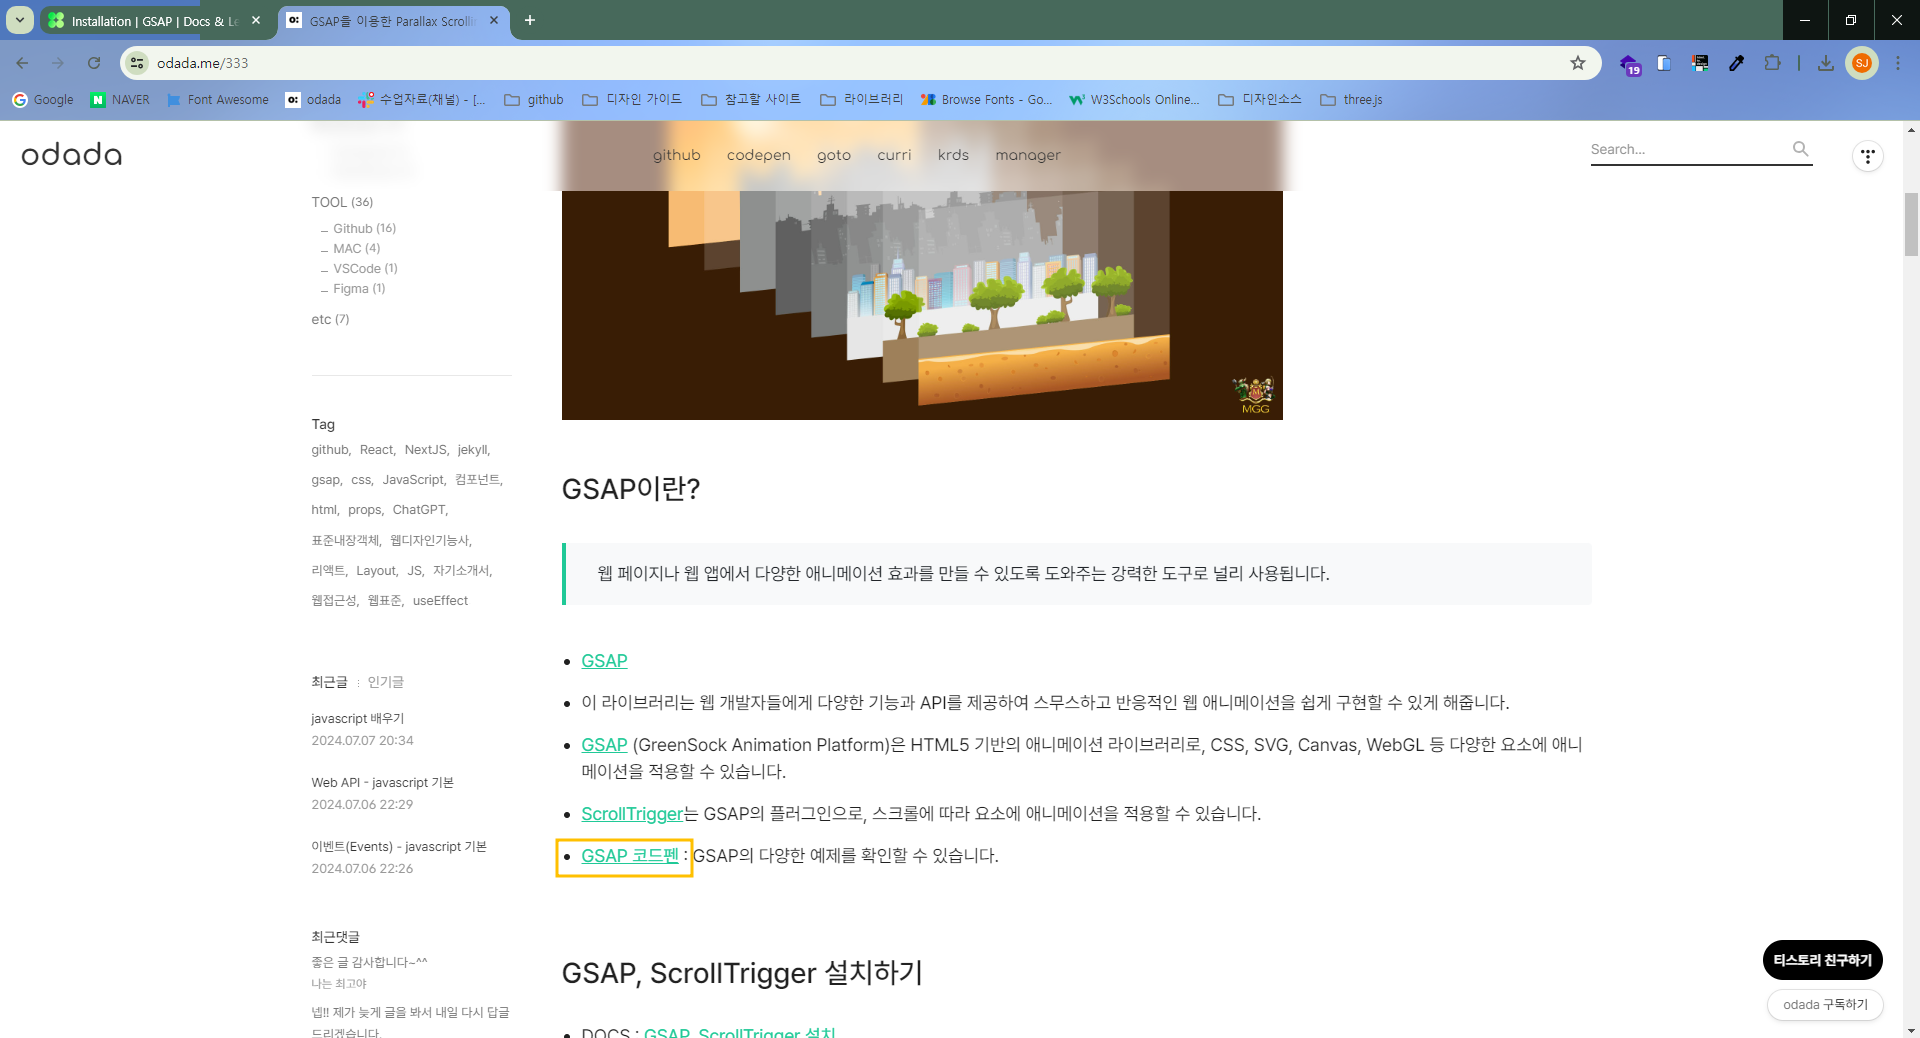 Installation | GSAP | Docs & Le
GSAP을 이용한 Parallax Scrolli
odada.me/333
19
SJ
Google
NAVER
Font Awesome
odada
수업자료(채널) - [...
github
디자인 가이드
참고할 사이트
라이브러리
Browse Fonts - Go...
W3Schools Online...
디자인소스
three.js
odada
github
codepen
goto
curri
krds
manager
Search...
TOOL (36)
Github (16)
MAC (4)
VSCode (1)
Figma (1)
etc (7)
MGG
Tag
github, React, NextJS, jekyll,
gsap, css, JavaScript, 컴포넌트,
html, props, ChatGPT,
표준내장객체, 웹디자인기능사,
리액트, Layout, JS, 자기소개서,
웹접근성, 웹표준, useEffect
최근글 : 인기글
javascript 배우기
2024.07.07 20:34
Web API - javascript 기본
2024.07.06 22:29
이벤트(Events) - javascript 기본
2024.07.06 22:26
최근댓글
좋은 글 감사합니다~^^
나는 최고야
넵!! 제가 늦게 글을 봐서 내일 다시 답글
드리겠습니다.
GSAP이란?
웹 페이지나 웹 앱에서 다양한 애니메이션 효과를 만들 수 있도록 도와주는 강력한 도구로 널리 사용됩니다.
GSAP
이 라이브러리는 웹 개발자들에게 다양한 기능과 API를 제공하여 스무스하고 반응적인 웹 애니메이션을 쉽게 구현할 수 있게 해줍니다.
GSAP (GreenSock Animation Platform)은 HTML5 기반의 애니메이션 라이브러리로, CSS, SVG, Canvas, WebGL 등 다양한 요소에 애니
메이션을 적용할 수 있습니다.
ScrollTrigger는 GSAP의 플러그인으로, 스크롤에 따라 요소에 애니메이션을 적용할 수 있습니다.
GSAP 코드펜 : GSAP의 다양한 예제를 확인할 수 있습니다.
GSAP, ScrollTrigger 설치하기
DOCS : GSAP, ScrollTrigger 설치
티스토리 친구하기
odada 구독하기